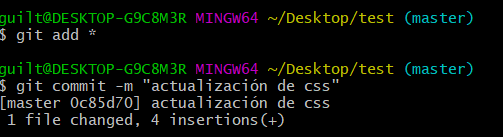 guilt@DESKTOP-G9C8M3R MINGW64 ~/Desktop/test (master)
$ git add *
guilt@DESKTOP-G9C8M3R MINGW64 ~/Desktop/test (master)
$ git commit -m "actualización de css"
[master 0c85d70] actualización de css
 1 file changed, 4 insertions(+)